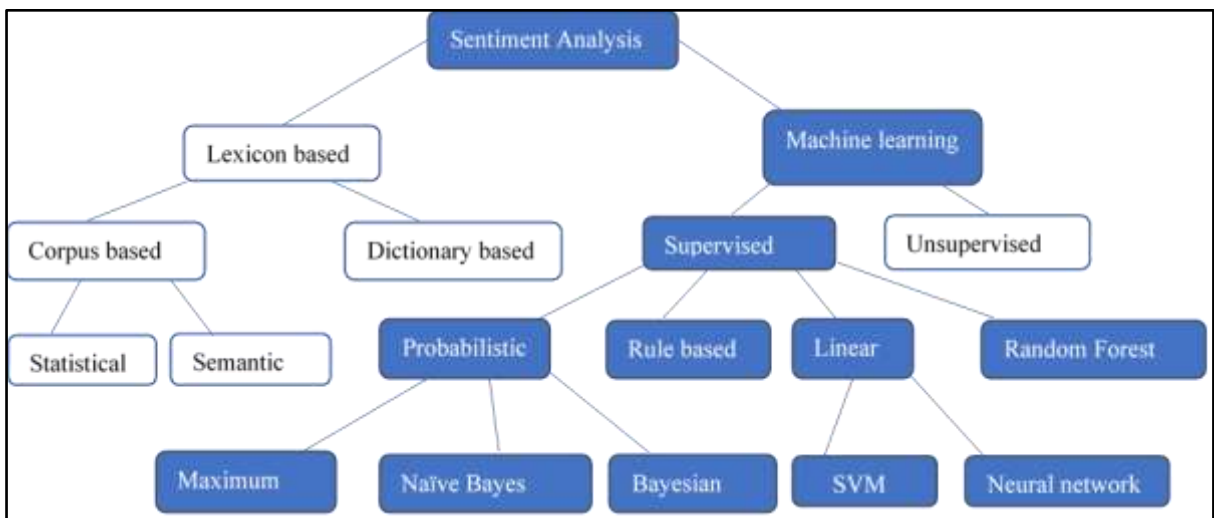 Sentiment Analysis
Lexicon based
Machine learning
Corpus based
Dictionary based
Supervised
Unsupervised
Statistical
Semantic
Probabilistic
Rule based
Linear
Random Forest
Maximum
Naïve Bayes
Bayesian
SVM
Neural network